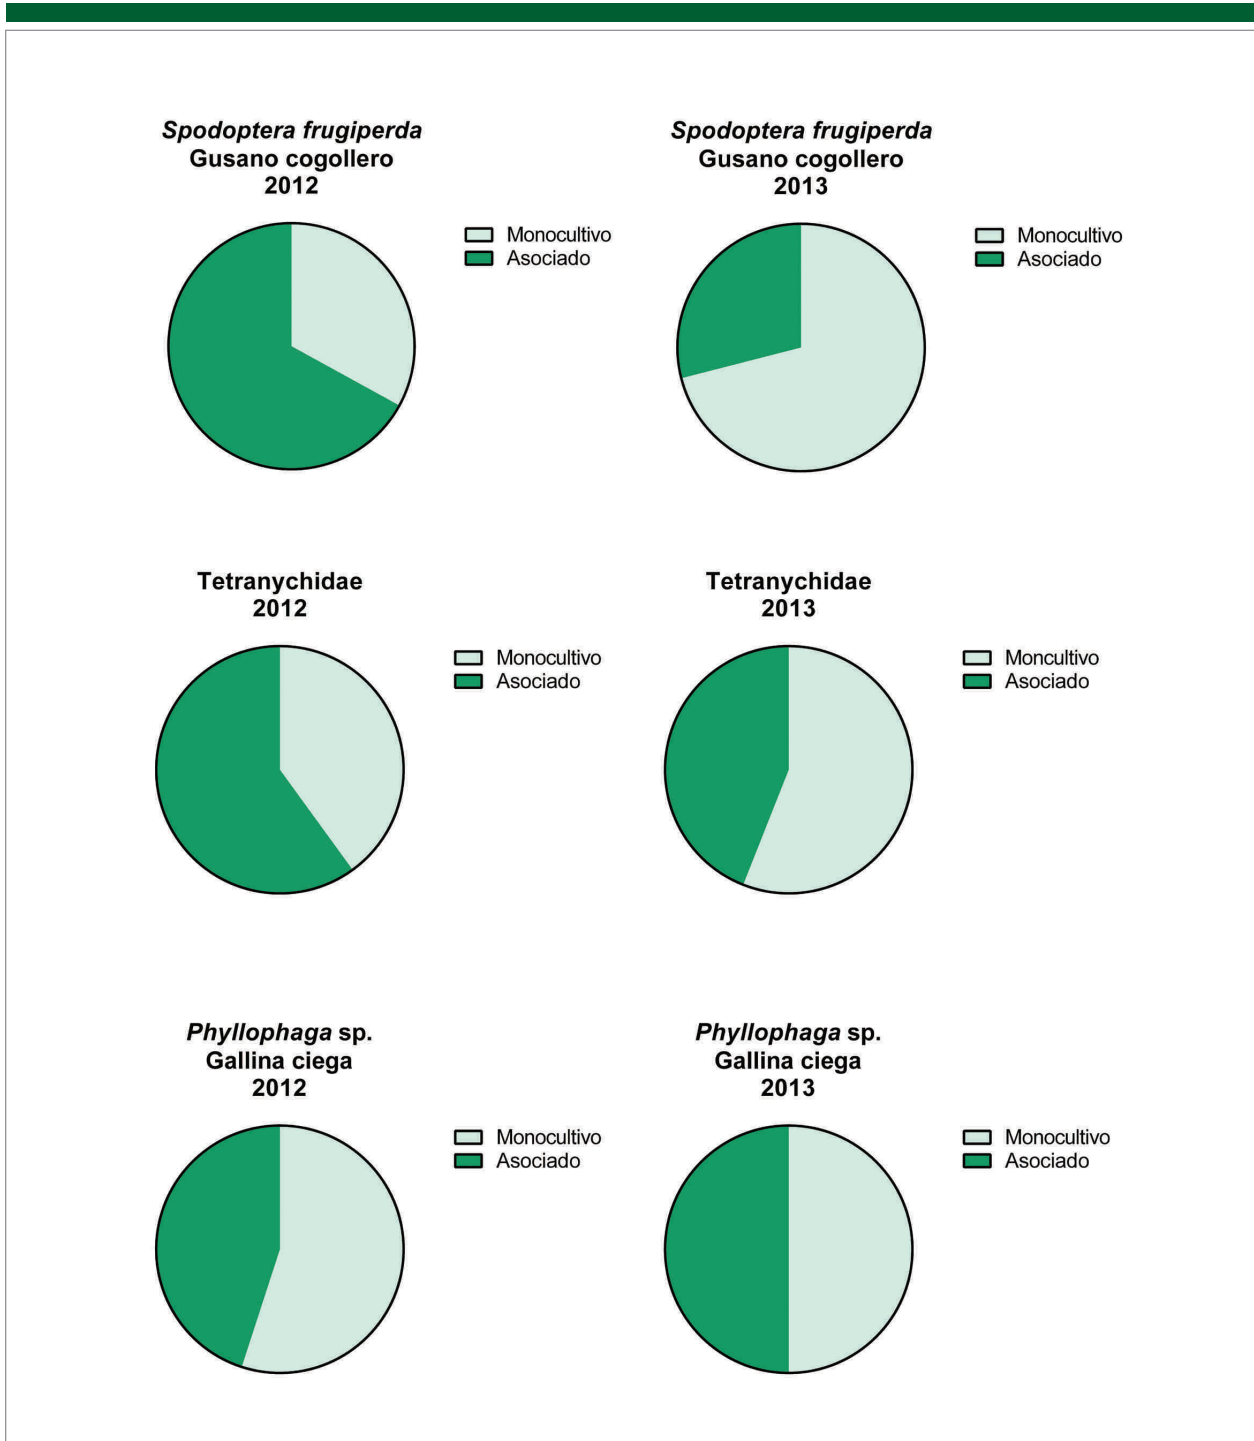 Spodoptera frugiperda
Gusano cogollero
2012
Monocultivo
Asociado
Spodoptera frugiperda
Gusano cogollero
2013
Monocultivo
Asociado
Tetranychidae
2012
Monocultivo
Asociado
Tetranychidae
2013
Moncultivo
Asociado
Phyllophaga sp.
Gallina ciega
2012
Monocultivo
Asociado
Phyllophaga sp.
Gallina ciega
2013
Monocultivo
Asociado